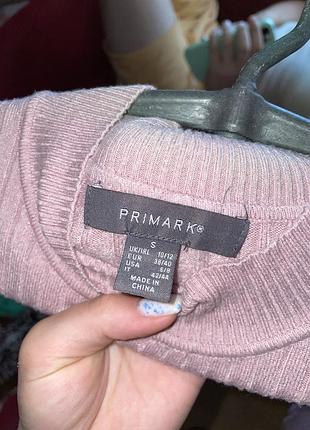 PRIMARK®
S
UK/IRL 10/12
EUR 38/40
USA 6/8
IT 42/44
MADE IN
CHINA